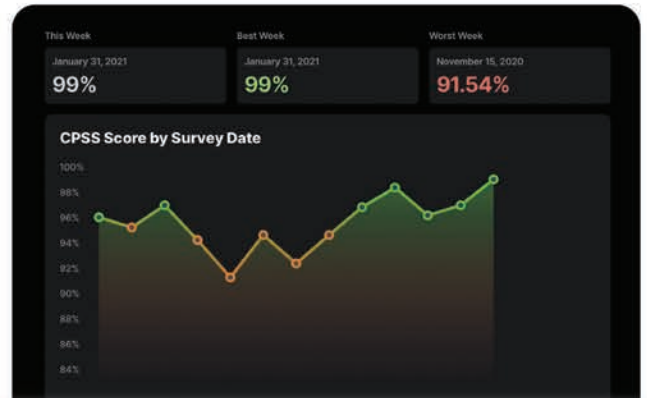 This Week
Best Week
Worst Week
January 31, 2021
January 31, 2021
November 15, 2020
99%
99%
91.54%
CPSS Score by Survey Date
100%
98%
96%
94%
92%
90%
88%
86%
84%